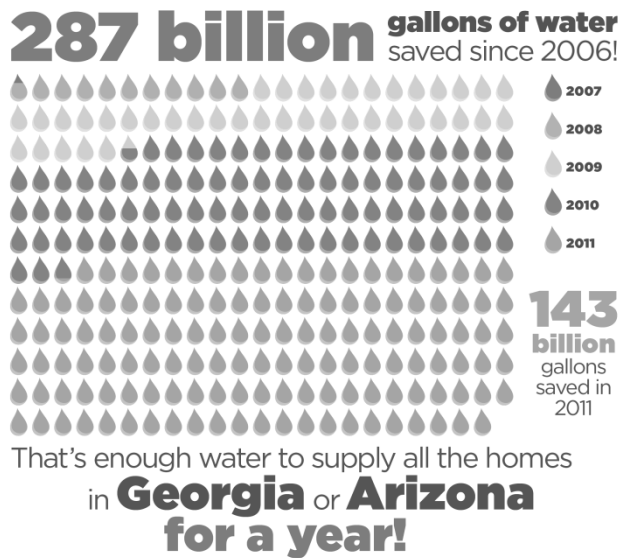 287 billion
gallons of water
saved since 2006!
2007
2008
2009
2010
2011
143
billion
gallons
saved in
2011
That's enough water to supply all the homes
in Georgia or Arizona
for a year!